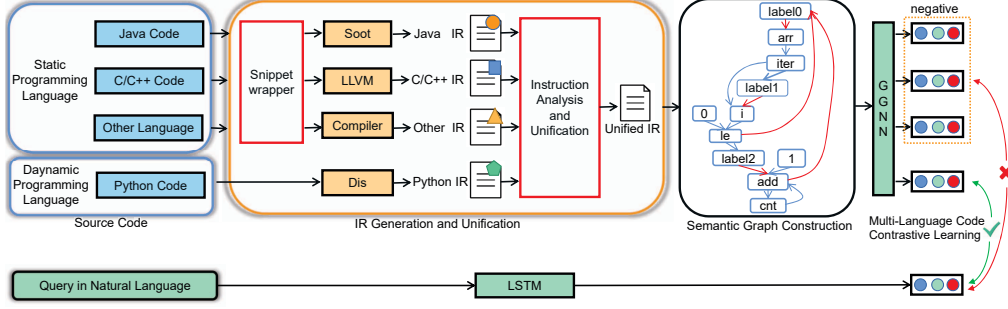 Static
Programming
Language
Java Code
C/C++ Code
Other Language
Daynamic
Programming
Language
Python Code
Source Code
Snippet
wrapper
Soot
Java IR
LLVM
C/C++ IR
Compiler
Other IR
Dis
Python IR
Instruction
Analysis
and
Unification
Unified IR
IR Generation and Unification
label0
arr
iter
label1
0
i
le
label2
1
add
cnt
Semantic Graph Construction
G
G
N
N
negative
Multi-Language Code
Contrastive Learning
Query in Natural Language
LSTM